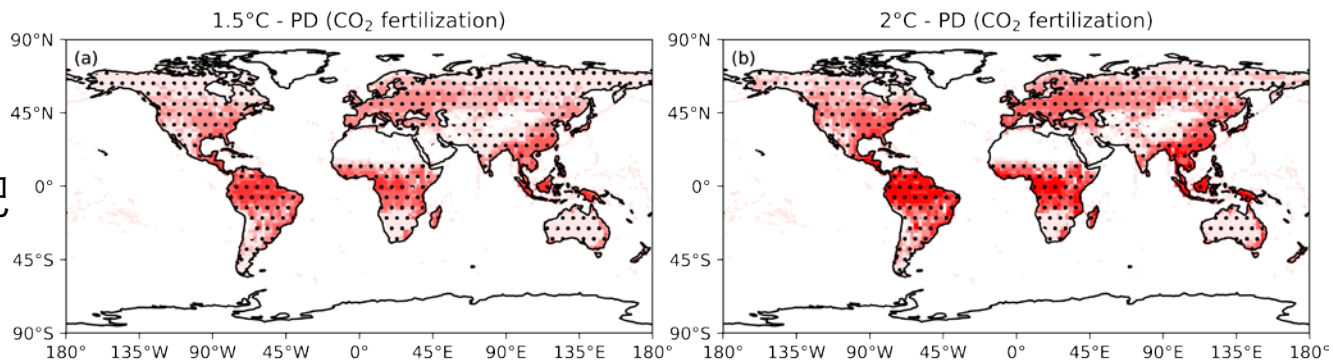 1.5°C - PD (CO₂ fertilization)
2°C - PD (CO₂ fertilization)
(a)
(b)
90°N
45°N
0°
45°S
90°S
180° 135°W 90°W 45°W 0° 45°E 90°E 135°E 180°
90°N
45°N
0°
45°S
90°S
180° 135°W 90°W 45°W 0° 45°E 90°E 135°E 180°